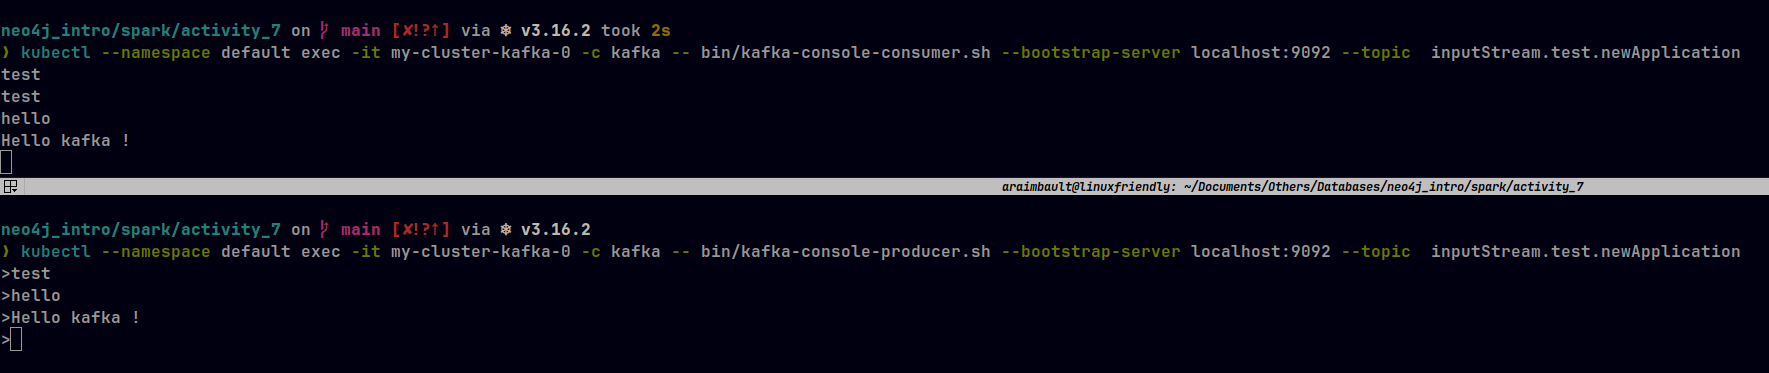 neo4j_intro/spark/activity_7 on main [✘!?↑] via ☸ v3.16.2 took 2s
❯ kubectl --namespace default exec -it my-cluster-kafka-0 -c kafka -- bin/kafka-console-consumer.sh --bootstrap-server localhost:9092 --topic  inputStream.test.newApplication
test
test
hello
Hello kafka !
araimbault@linuxfriendly: ~/Documents/Others/Databases/neo4j_intro/spark/activity_7
neo4j_intro/spark/activity_7 on main [✘!?↑] via ☸ v3.16.2
❯ kubectl --namespace default exec -it my-cluster-kafka-0 -c kafka -- bin/kafka-console-producer.sh --bootstrap-server localhost:9092 --topic  inputStream.test.newApplication
>test
>hello
>Hello kafka !
>